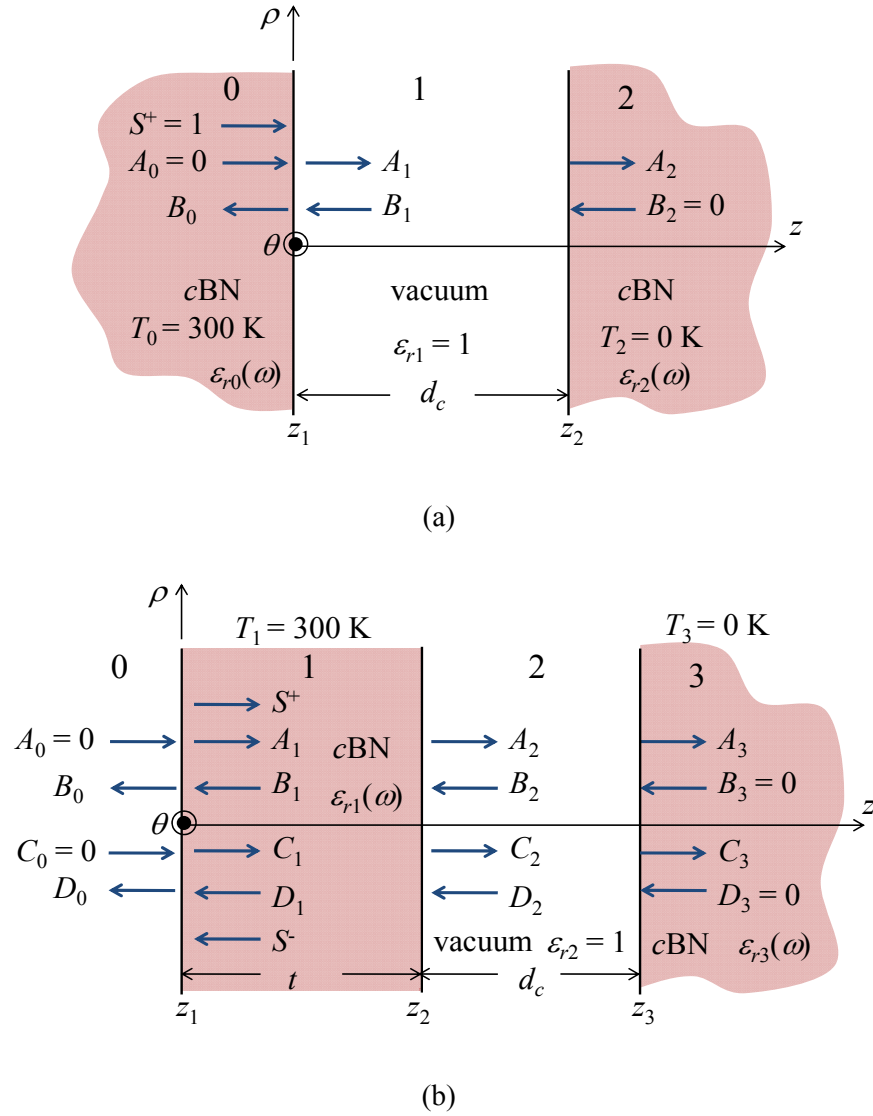 ρ
0 1 2
S⁺ = 1
A₀ = 0 A₁ A₂
B₀ B₁ B₂ = 0
θ z
cBN vacuum cBN
T₀ = 300 K T₂ = 0 K
εᵣ₁ = 1
εᵣ₀(ω) εᵣ₂(ω)
d_c
z₁ z₂
(a)
ρ
T₁ = 300 K T₃ = 0 K
0 1 2 3
S⁺
A₀ = 0 A₁ cBN A₂ A₃
B₀ B₁ εᵣ₁(ω) B₂ B₃ = 0
θ z
C₀ = 0 C₁ C₂ C₃
D₀ D₁ D₂ D₃ = 0
S⁻ vacuum εᵣ₂ = 1 cBN εᵣ₃(ω)
t d_c
z₁ z₂ z₃
(b)